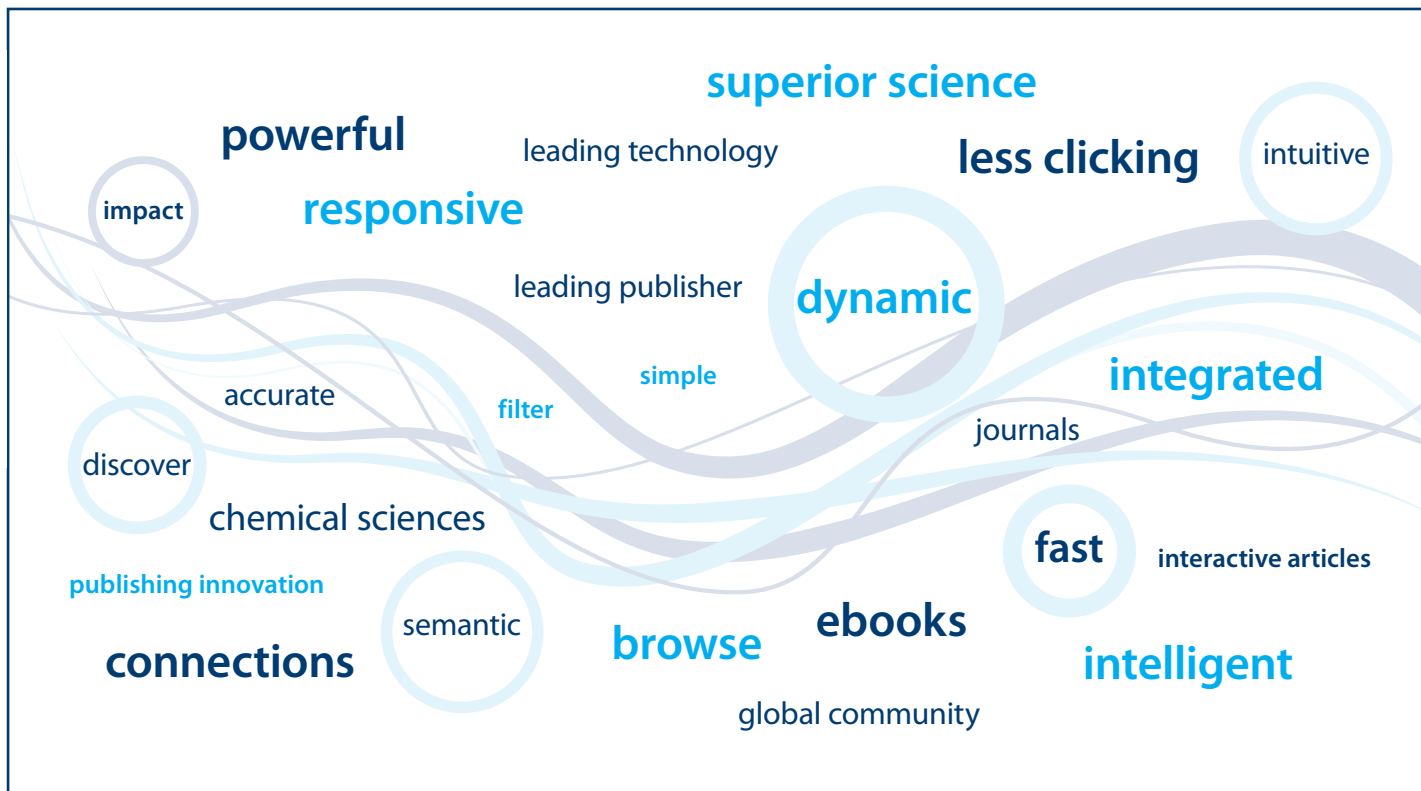 superior science
powerful
leading technology
less clicking
intuitive
impact
responsive
leading publisher
dynamic
simple
integrated
accurate
filter
journals
discover
chemical sciences
fast
interactive articles
publishing innovation
semantic
browse
ebooks
connections
intelligent
global community